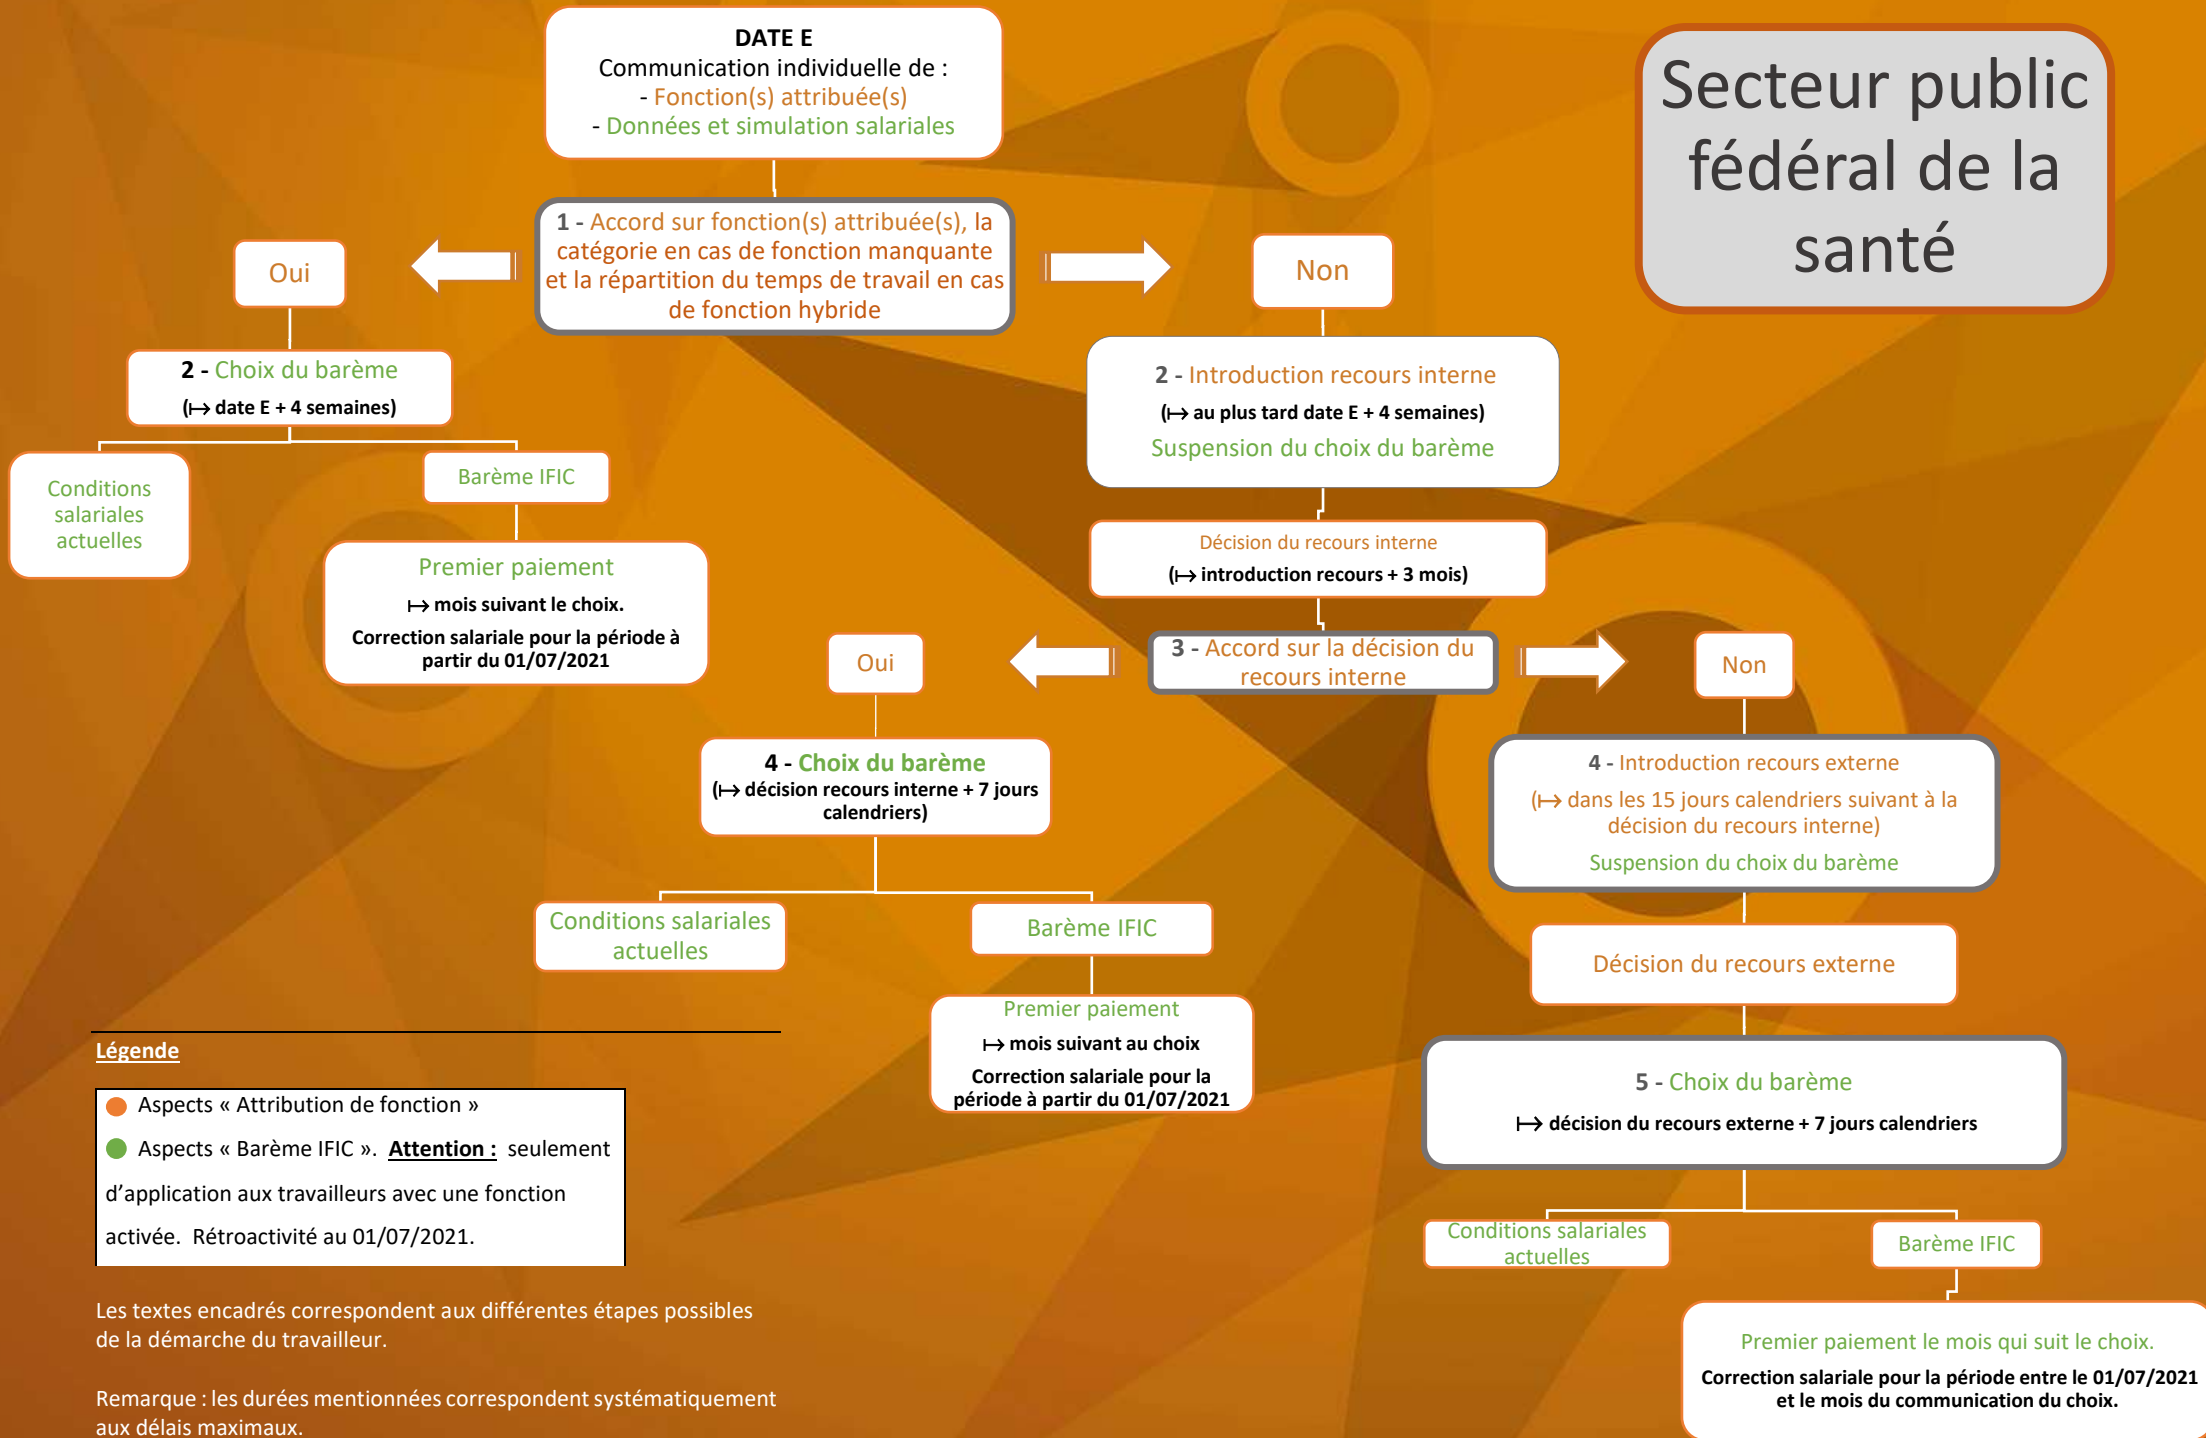 DATE E
Communication individuelle de :
- Fonction(s) attribuée(s)
- Données et simulation salariales
Secteur public
fédéral de la
santé
1 - Accord sur fonction(s) attribuée(s), la
catégorie en cas de fonction manquante
et la répartition du temps de travail en cas
de fonction hybride
Oui
Non
2 - Choix du barème
(↦ date E + 4 semaines)
Conditions
salariales
actuelles
Barème IFIC
Premier paiement
↦ mois suivant le choix.
Correction salariale pour la période à
partir du 01/07/2021
2 - Introduction recours interne
(↦ au plus tard date E + 4 semaines)
Suspension du choix du barème
Décision du recours interne
(↦ introduction recours + 3 mois)
3 - Accord sur la décision du
recours interne
Oui
Non
4 - Choix du barème
(↦ décision recours interne + 7 jours
calendriers)
Conditions salariales
actuelles
Barème IFIC
Premier paiement
↦ mois suivant au choix
Correction salariale pour la
période à partir du 01/07/2021
4 - Introduction recours externe
(↦ dans les 15 jours calendriers suivant à la
décision du recours interne)
Suspension du choix du barème
Décision du recours externe
5 - Choix du barème
↦ décision du recours externe + 7 jours calendriers
Conditions salariales
actuelles
Barème IFIC
Premier paiement le mois qui suit le choix.
Correction salariale pour la période entre le 01/07/2021
et le mois du communication du choix.
Légende
Aspects « Attribution de fonction »
Aspects « Barème IFIC ». Attention : seulement
d’application aux travailleurs avec une fonction
activée. Rétroactivité au 01/07/2021.
Les textes encadrés correspondent aux différentes étapes possibles
de la démarche du travailleur.
Remarque : les durées mentionnées correspondent systématiquement
aux délais maximaux.